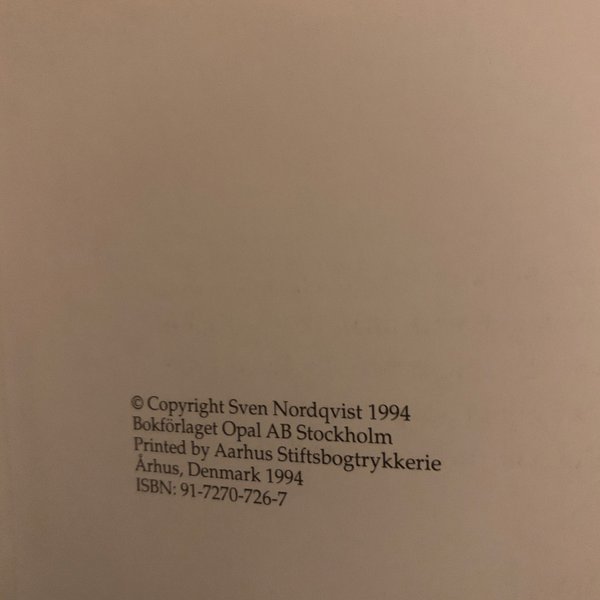 © Copyright Sven Nordqvist 1994
Bokförlaget Opal AB Stockholm
Printed by Aarhus Stiftsbogtrykkerie
Århus, Denmark 1994
ISBN: 91-7270-726-7